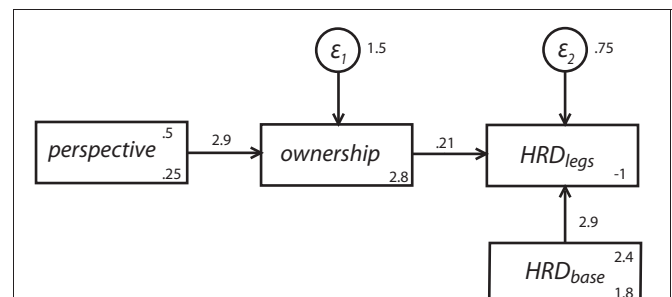 ε1 1.5
ε2 .75
perspective .5 .25
2.9
ownership 2.8
.21
HRDlegs -1
2.9
HRDbase 2.4 1.8